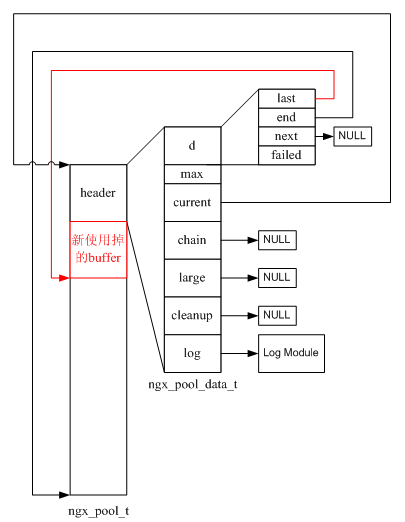 last
end
next
NULL
failed
d
max
current
header
新使用掉
的buffer
chain
NULL
large
NULL
cleanup
NULL
log
Log Module
ngx_pool_data_t
ngx_pool_t